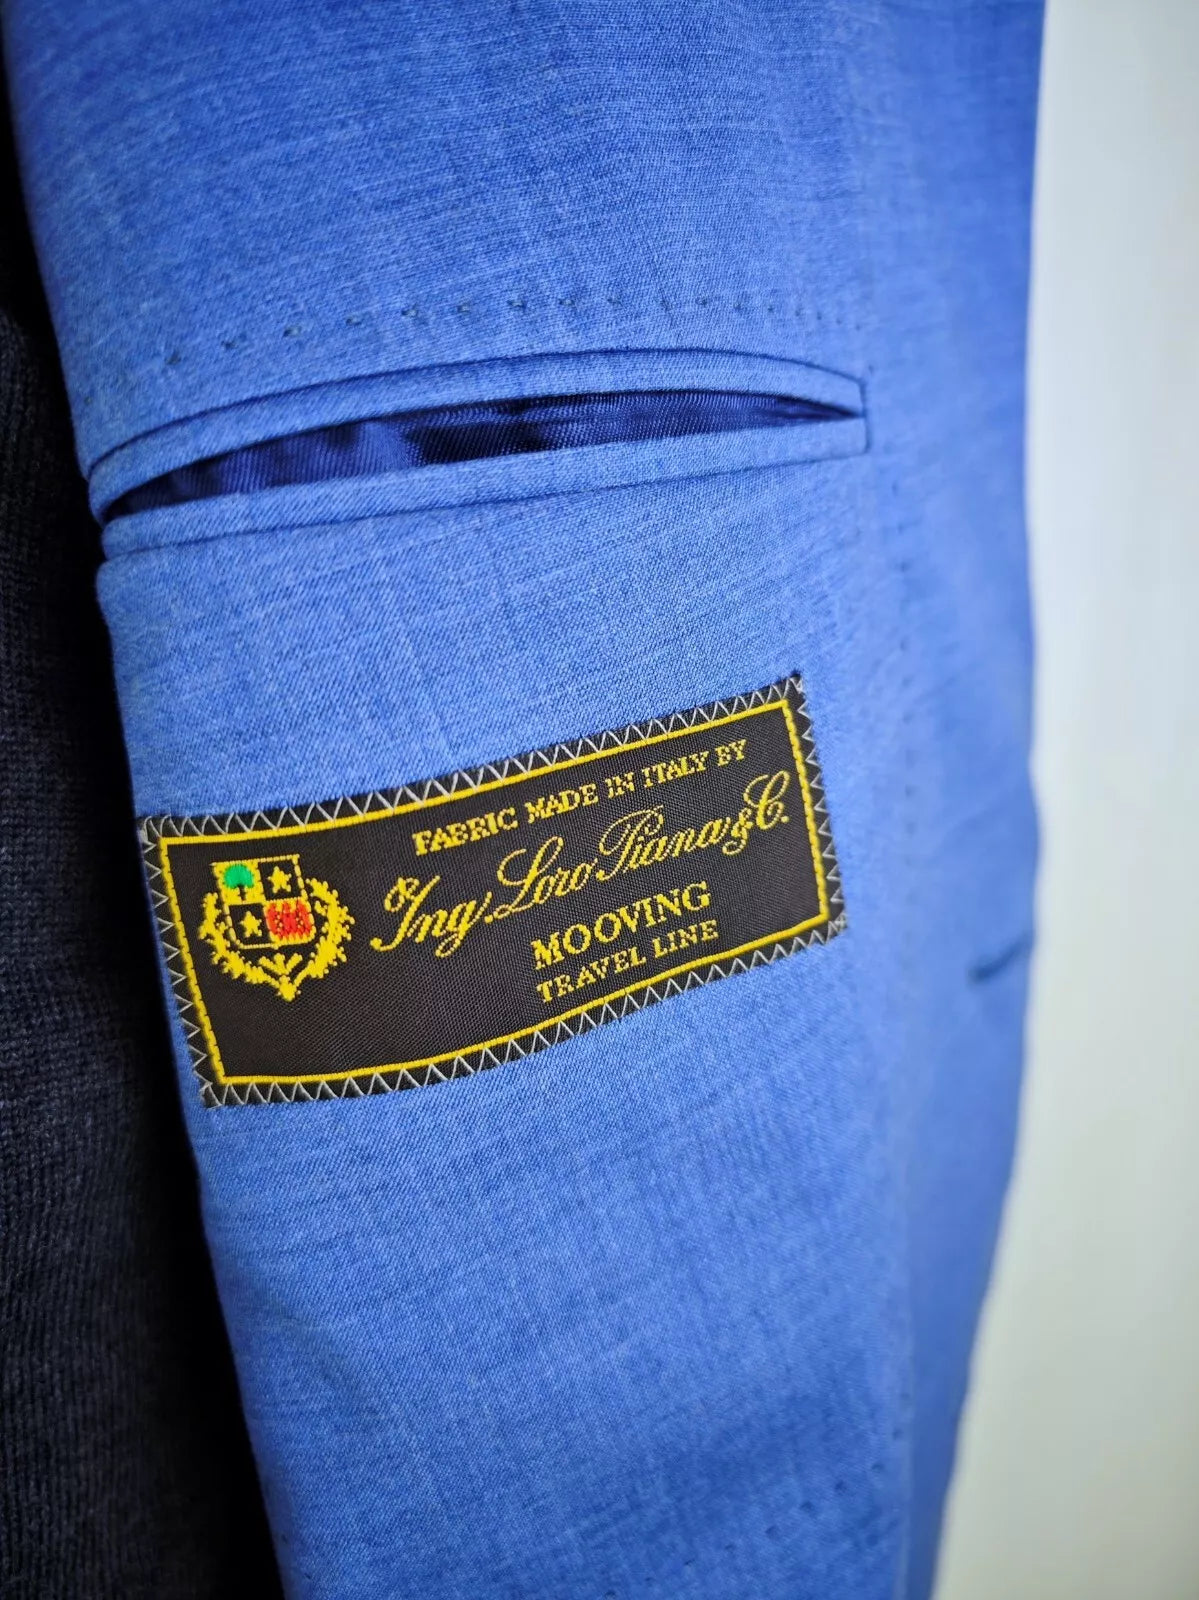 FABRIC MADE IN ITALY BY
Ing. Loro Piana & C.
MOOVING
TRAVEL LINE